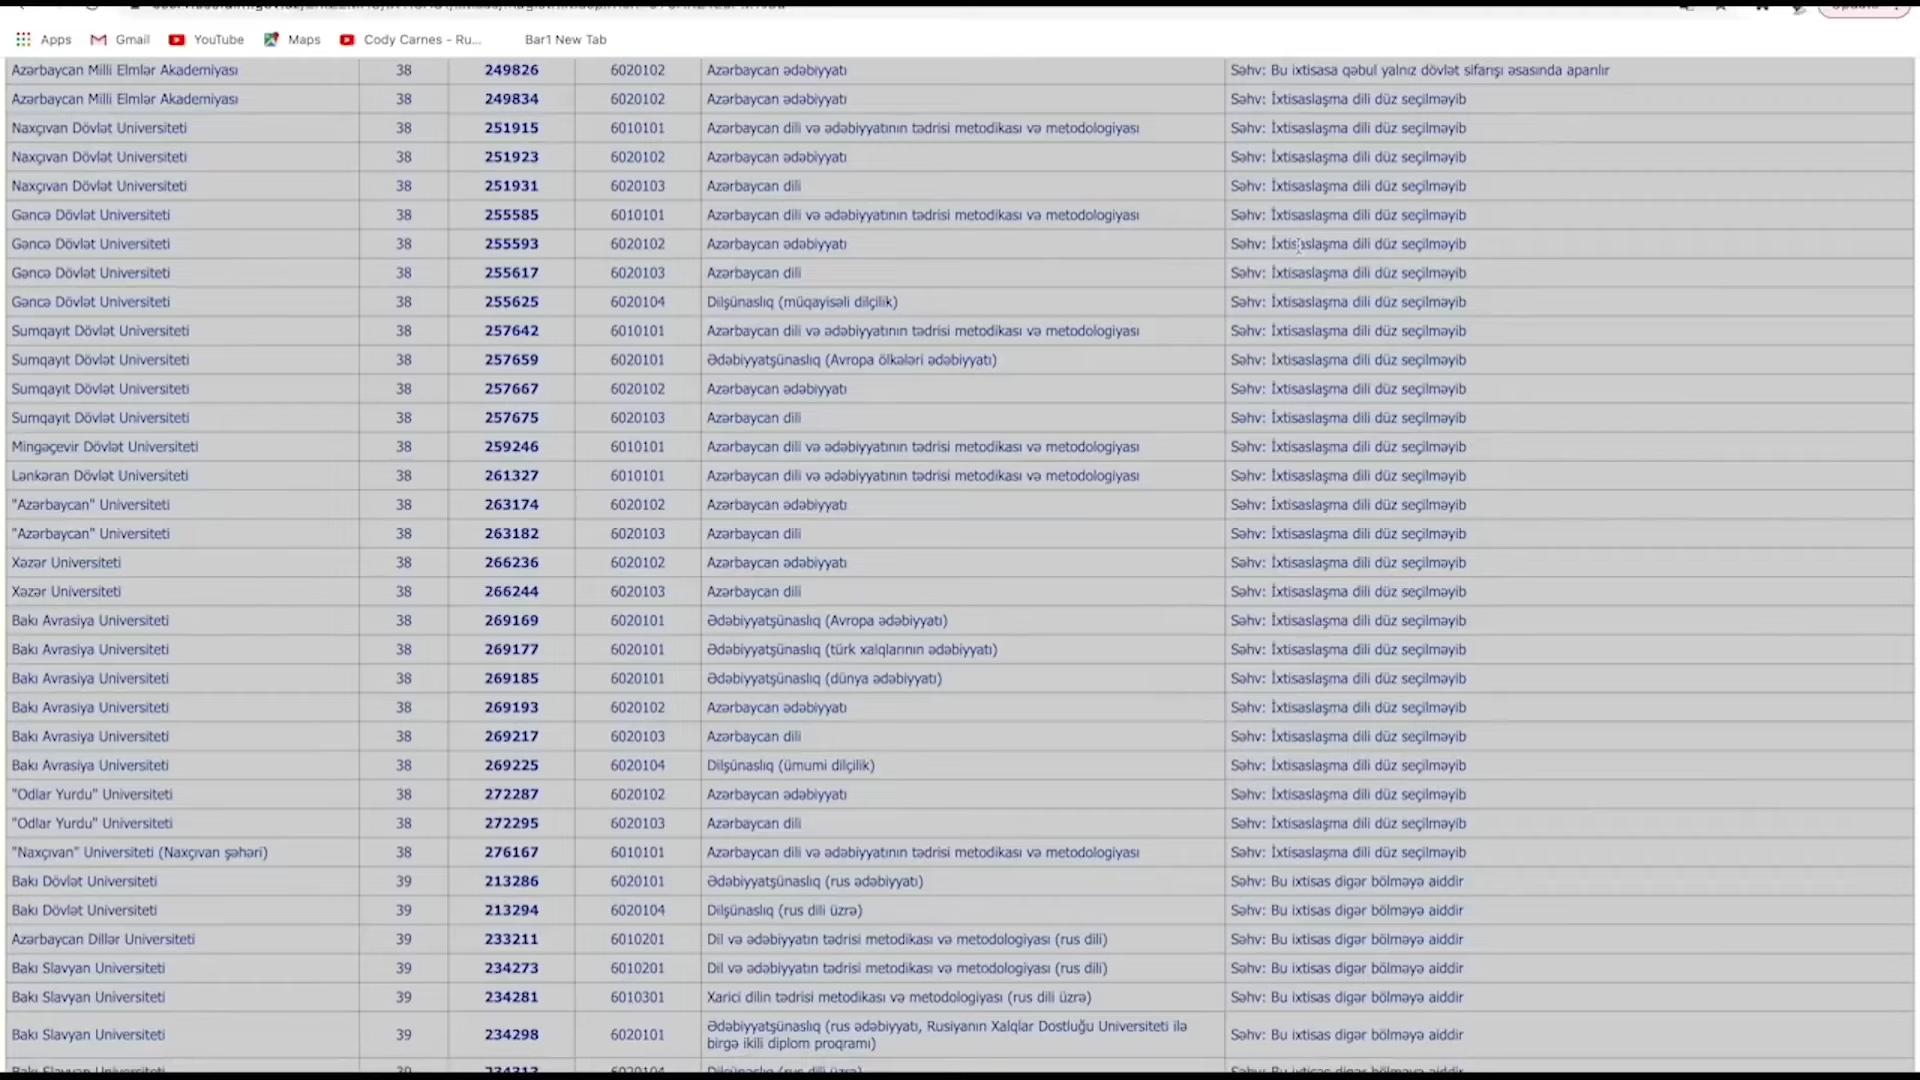 Apps Gmail YouTube Maps Cody Carnes - Ru... Bar1 New Tab
Azərbaycan Milli Elmlər Akademiyası 38 249826 6020102 Azərbaycan ədəbiyyatı Səhv: Bu ixtisasa qəbul yalnız dövlət sifarişi əsasında aparılır
Azərbaycan Milli Elmlər Akademiyası 38 249834 6020102 Azərbaycan ədəbiyyatı Səhv: İxtisaslaşma dili düz seçilməyib
Naxçıvan Dövlət Universiteti 38 251915 6010101 Azərbaycan dili və ədəbiyyatının tədrisi metodikası və metodologiyası Səhv: İxtisaslaşma dili düz seçilməyib
Naxçıvan Dövlət Universiteti 38 251923 6020102 Azərbaycan ədəbiyyatı Səhv: İxtisaslaşma dili düz seçilməyib
Naxçıvan Dövlət Universiteti 38 251931 6020103 Azərbaycan dili Səhv: İxtisaslaşma dili düz seçilməyib
Gəncə Dövlət Universiteti 38 255585 6010101 Azərbaycan dili və ədəbiyyatının tədrisi metodikası və metodologiyası Səhv: İxtisaslaşma dili düz seçilməyib
Gəncə Dövlət Universiteti 38 255593 6020102 Azərbaycan ədəbiyyatı Səhv: İxtisaslaşma dili düz seçilməyib
Gəncə Dövlət Universiteti 38 255617 6020103 Azərbaycan dili Səhv: İxtisaslaşma dili düz seçilməyib
Gəncə Dövlət Universiteti 38 255625 6020104 Dilşünaslıq (müqayisəli dilçilik) Səhv: İxtisaslaşma dili düz seçilməyib
Sumqayıt Dövlət Universiteti 38 257642 6010101 Azərbaycan dili və ədəbiyyatının tədrisi metodikası və metodologiyası Səhv: İxtisaslaşma dili düz seçilməyib
Sumqayıt Dövlət Universiteti 38 257659 6020101 Ədəbiyyatşünaslıq (Avropa ölkələri ədəbiyyatı) Səhv: İxtisaslaşma dili düz seçilməyib
Sumqayıt Dövlət Universiteti 38 257667 6020102 Azərbaycan ədəbiyyatı Səhv: İxtisaslaşma dili düz seçilməyib
Sumqayıt Dövlət Universiteti 38 257675 6020103 Azərbaycan dili Səhv: İxtisaslaşma dili düz seçilməyib
Mingəçevir Dövlət Universiteti 38 259246 6010101 Azərbaycan dili və ədəbiyyatının tədrisi metodikası və metodologiyası Səhv: İxtisaslaşma dili düz seçilməyib
Lənkəran Dövlət Universiteti 38 261327 6010101 Azərbaycan dili və ədəbiyyatının tədrisi metodikası və metodologiyası Səhv: İxtisaslaşma dili düz seçilməyib
"Azərbaycan" Universiteti 38 263174 6020102 Azərbaycan ədəbiyyatı Səhv: İxtisaslaşma dili düz seçilməyib
"Azərbaycan" Universiteti 38 263182 6020103 Azərbaycan dili Səhv: İxtisaslaşma dili düz seçilməyib
Xəzər Universiteti 38 266236 6020102 Azərbaycan ədəbiyyatı Səhv: İxtisaslaşma dili düz seçilməyib
Xəzər Universiteti 38 266244 6020103 Azərbaycan dili Səhv: İxtisaslaşma dili düz seçilməyib
Bakı Avrasiya Universiteti 38 269169 6020101 Ədəbiyyatşünaslıq (Avropa ədəbiyyatı) Səhv: İxtisaslaşma dili düz seçilməyib
Bakı Avrasiya Universiteti 38 269177 6020101 Ədəbiyyatşünaslıq (türk xalqlarının ədəbiyyatı) Səhv: İxtisaslaşma dili düz seçilməyib
Bakı Avrasiya Universiteti 38 269185 6020101 Ədəbiyyatşünaslıq (dünya ədəbiyyatı) Səhv: İxtisaslaşma dili düz seçilməyib
Bakı Avrasiya Universiteti 38 269193 6020102 Azərbaycan ədəbiyyatı Səhv: İxtisaslaşma dili düz seçilməyib
Bakı Avrasiya Universiteti 38 269217 6020103 Azərbaycan dili Səhv: İxtisaslaşma dili düz seçilməyib
Bakı Avrasiya Universiteti 38 269225 6020104 Dilşünaslıq (ümumi dilçilik) Səhv: İxtisaslaşma dili düz seçilməyib
"Odlar Yurdu" Universiteti 38 272287 6020102 Azərbaycan ədəbiyyatı Səhv: İxtisaslaşma dili düz seçilməyib
"Odlar Yurdu" Universiteti 38 272295 6020103 Azərbaycan dili Səhv: İxtisaslaşma dili düz seçilməyib
"Naxçıvan" Universiteti (Naxçıvan şəhəri) 38 276167 6010101 Azərbaycan dili və ədəbiyyatının tədrisi metodikası və metodologiyası Səhv: İxtisaslaşma dili düz seçilməyib
Bakı Dövlət Universiteti 39 213286 6020101 Ədəbiyyatşünaslıq (rus ədəbiyyatı) Səhv: Bu ixtisas digər bölməyə aiddir
Bakı Dövlət Universiteti 39 213294 6020104 Dilşünaslıq (rus dili üzrə) Səhv: Bu ixtisas digər bölməyə aiddir
Azərbaycan Dillər Universiteti 39 233211 6010201 Dil və ədəbiyyatın tədrisi metodikası və metodologiyası (rus dili) Səhv: Bu ixtisas digər bölməyə aiddir
Bakı Slavyan Universiteti 39 234273 6010201 Dil və ədəbiyyatın tədrisi metodikası və metodologiyası (rus dili) Səhv: Bu ixtisas digər bölməyə aiddir
Bakı Slavyan Universiteti 39 234281 6010301 Xarici dilin tədrisi metodikası və metodologiyası (rus dili üzrə) Səhv: Bu ixtisas digər bölməyə aiddir
Bakı Slavyan Universiteti 39 234298 6020101 Ədəbiyyatşünaslıq (rus ədəbiyyatı, Rusiyanın Xalqlar Dostluğu Universiteti ilə Səhv: Bu ixtisas digər bölməyə aiddir
birgə ikili diplom proqramı)